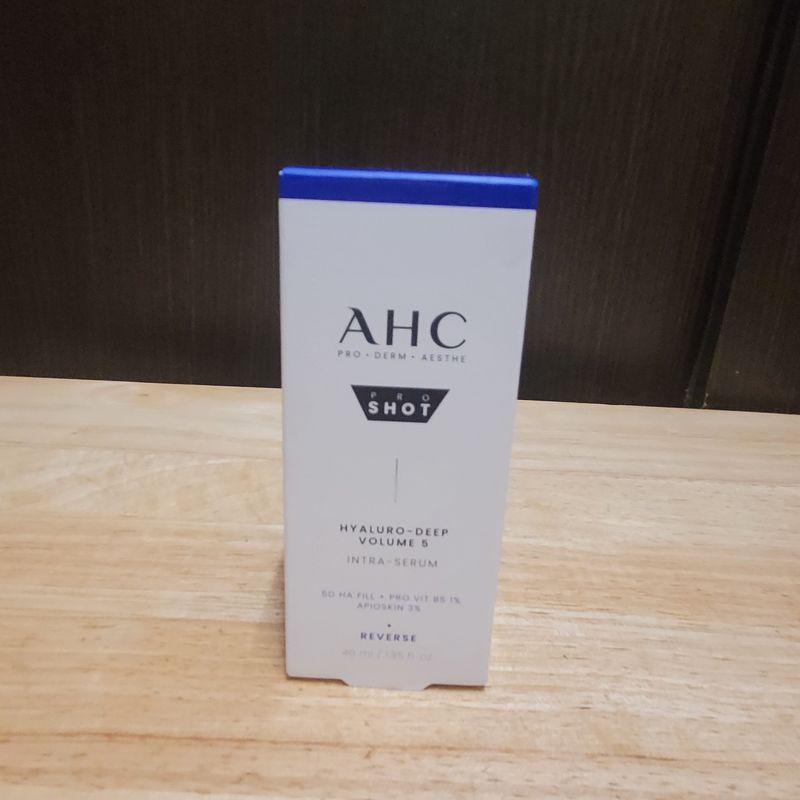 AHC
PRO • DERM • AESTHE
PRO
SHOT
HYALURO-DEEP
VOLUME 5
INTRA-SERUM
5D HA FILL + PRO VIT B5 1%
APIOSKIN 3%
REVERSE
40 ml / 1.35 fl oz